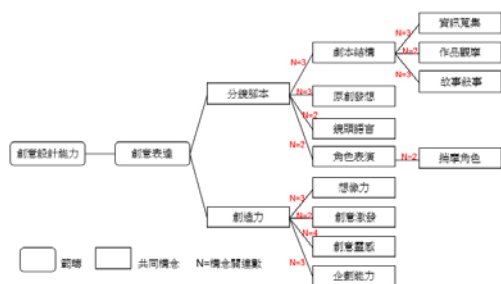 創意設計能力
創意表達
分鏡腳本
劇本結構
N=3
資訊蒐集
N=3
作品觀摩
N=2
故事敘事
N=3
原創發想
N=3
鏡頭語言
N=2
角色表演
N=2
揣摩角色
N=2
創造力
想像力
N=3
創意激發
N=2
創意靈感
N=4
企劃能力
N=3
範疇
共同構念
N=構念關連數